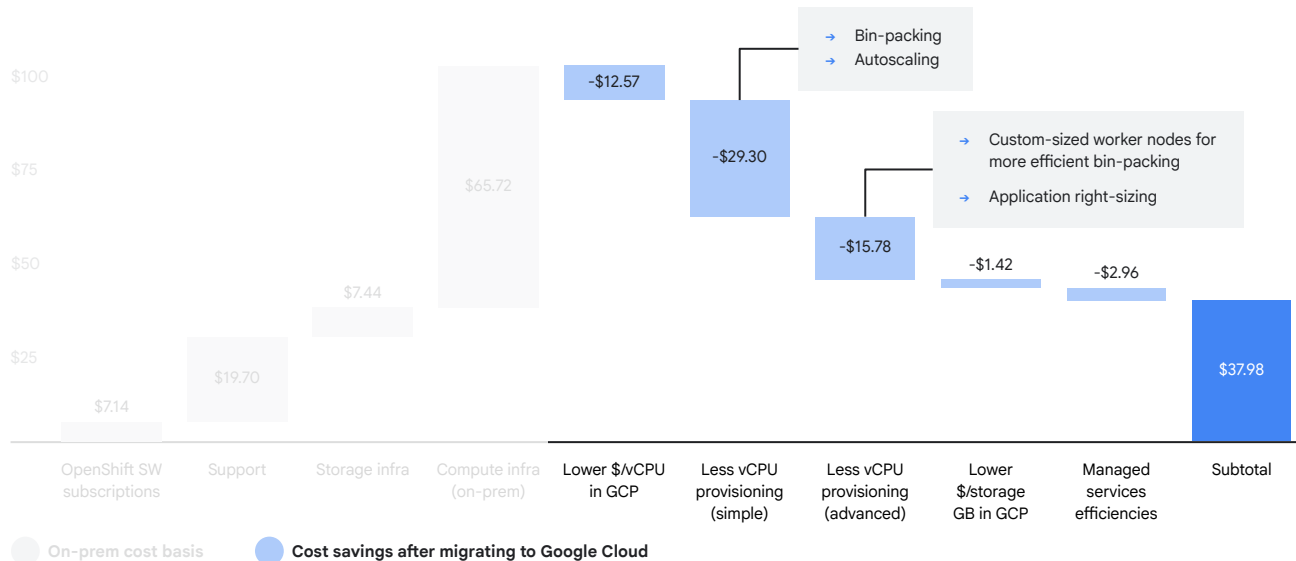 → Bin-packing
→ Autoscaling
$100
-$12.57
→ Custom-sized worker nodes for
more efficient bin-packing
→ Application right-sizing
$75
-$29.30
$65.72
$50
-$15.78
-$1.42
-$2.96
$7.44
$25
$19.70
$37.98
$7.14
OpenShift SW
subscriptions
Support
Storage infra
Compute infra
(on-prem)
Lower $/vCPU
in GCP
Less vCPU
provisioning
(simple)
Less vCPU
provisioning
(advanced)
Lower
$/storage
GB in GCP
Managed
services
efficiencies
Subtotal
On-prem cost basis
Cost savings after migrating to Google Cloud